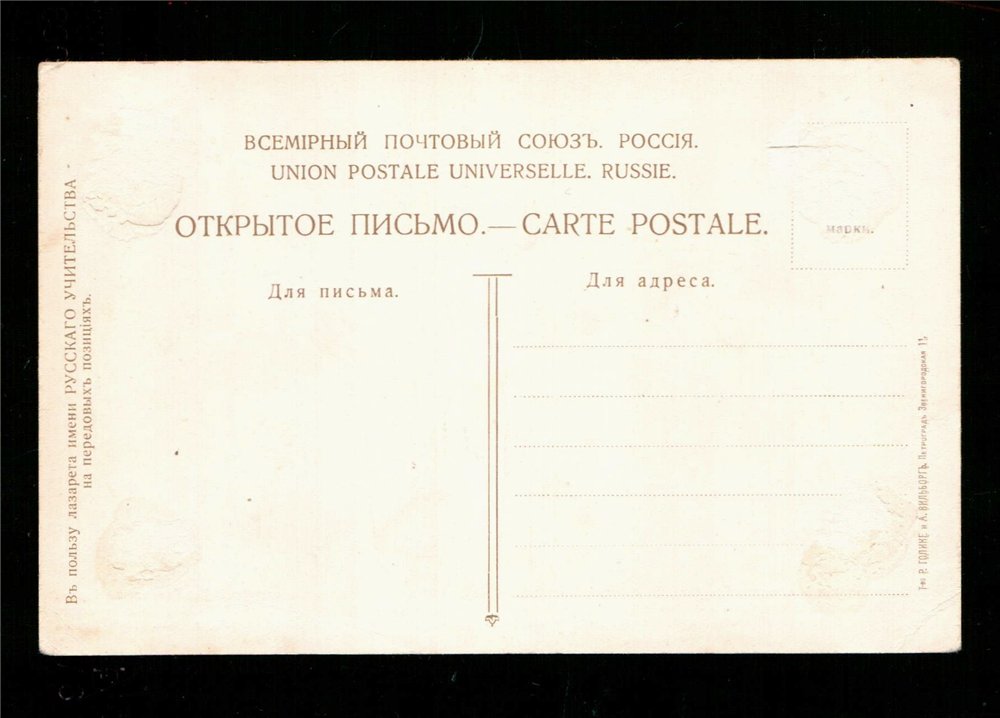 ВСЕМІРНЫЙ ПОЧТОВЫЙ СОЮЗЪ. РОССІЯ.
UNION POSTALE UNIVERSELLE. RUSSIE.
ОТКРЫТОЕ ПИСЬМО.—CARTE POSTALE.
марки.
Для письма.
Для адреса.
Въ пользу лазарета имени РУССКАГО УЧИТЕЛЬСТВА
на передовыхъ позиціяхъ.
Т-во Р. ГОЛИКЕ и А. ВИЛЬБОРГЪ. Петроградъ Звенигородская 11.